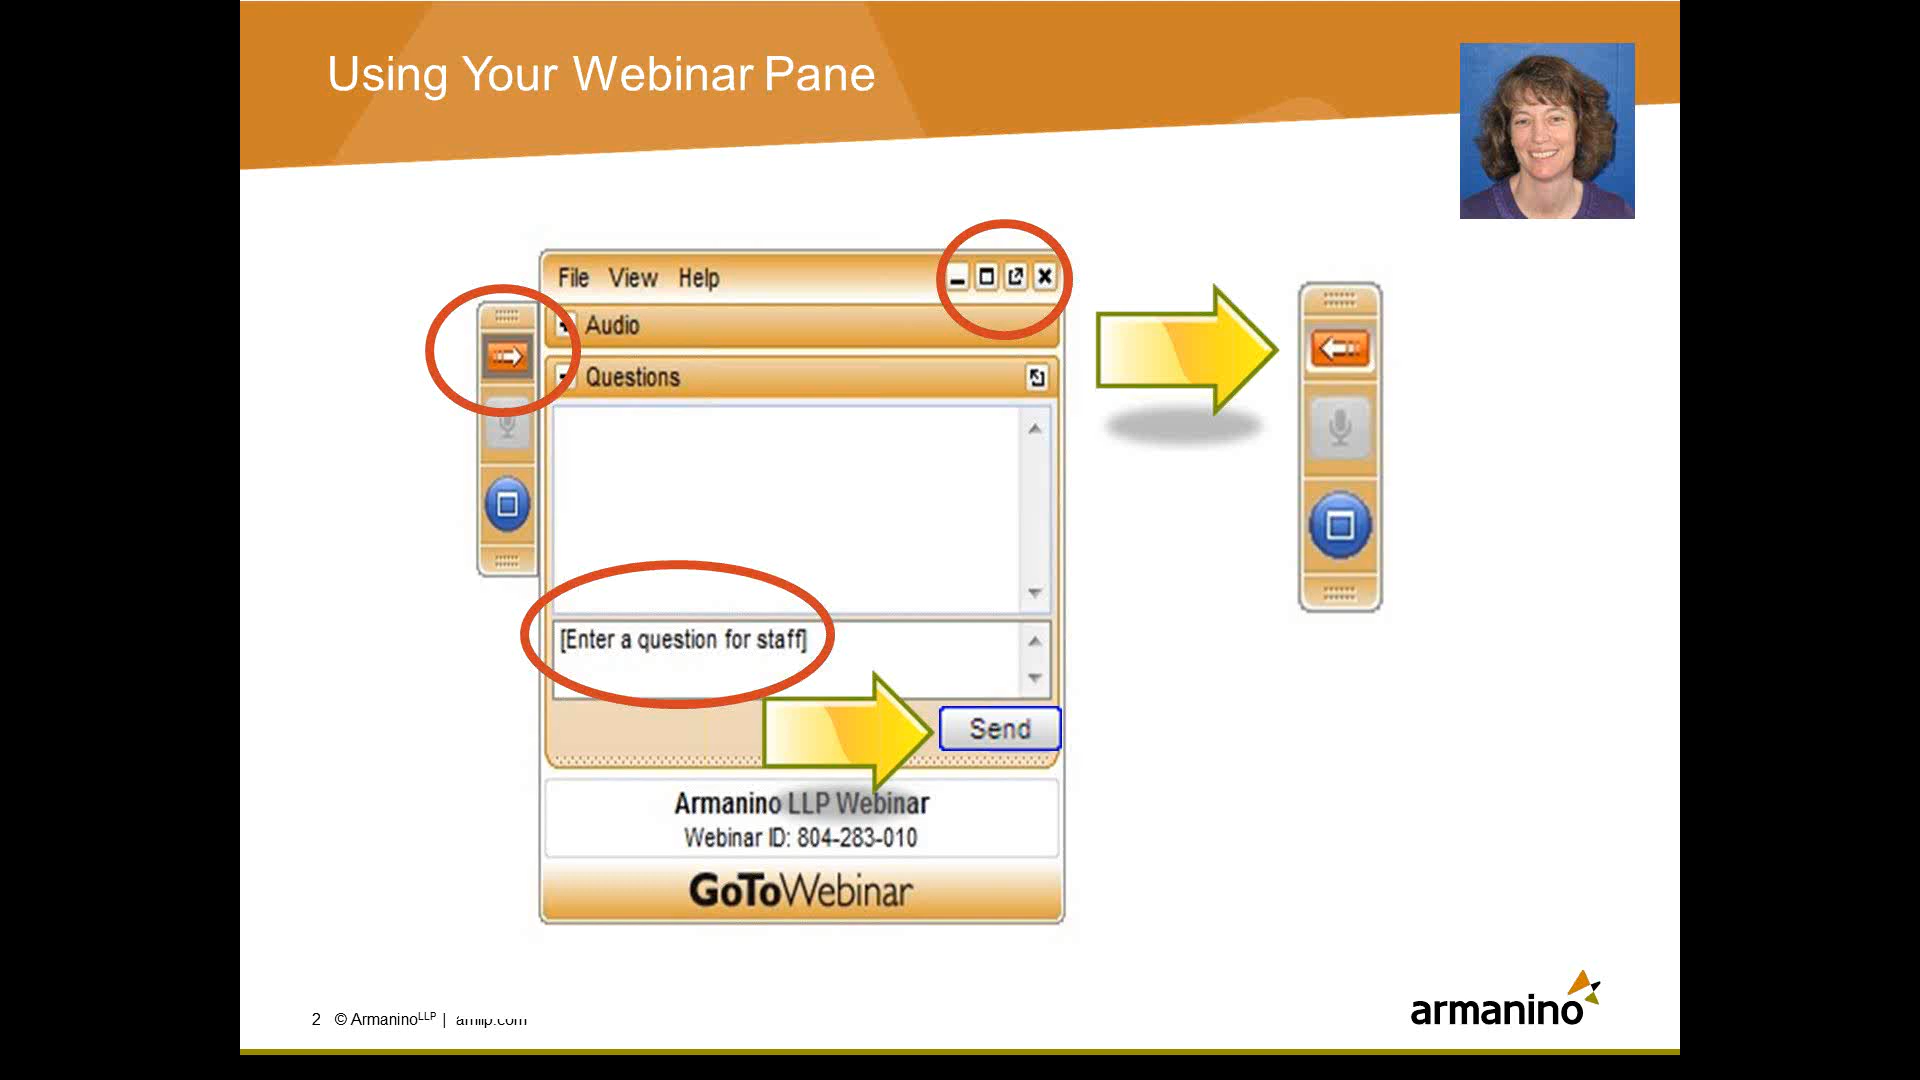 Using Your Webinar Pane
File View Help
Audio
Questions
[Enter a question for staff]
Send
Armanino LLP Webinar
Webinar ID: 804-283-010
GoToWebinar
2 © ArmaninoLLP | amllp.com
armanino